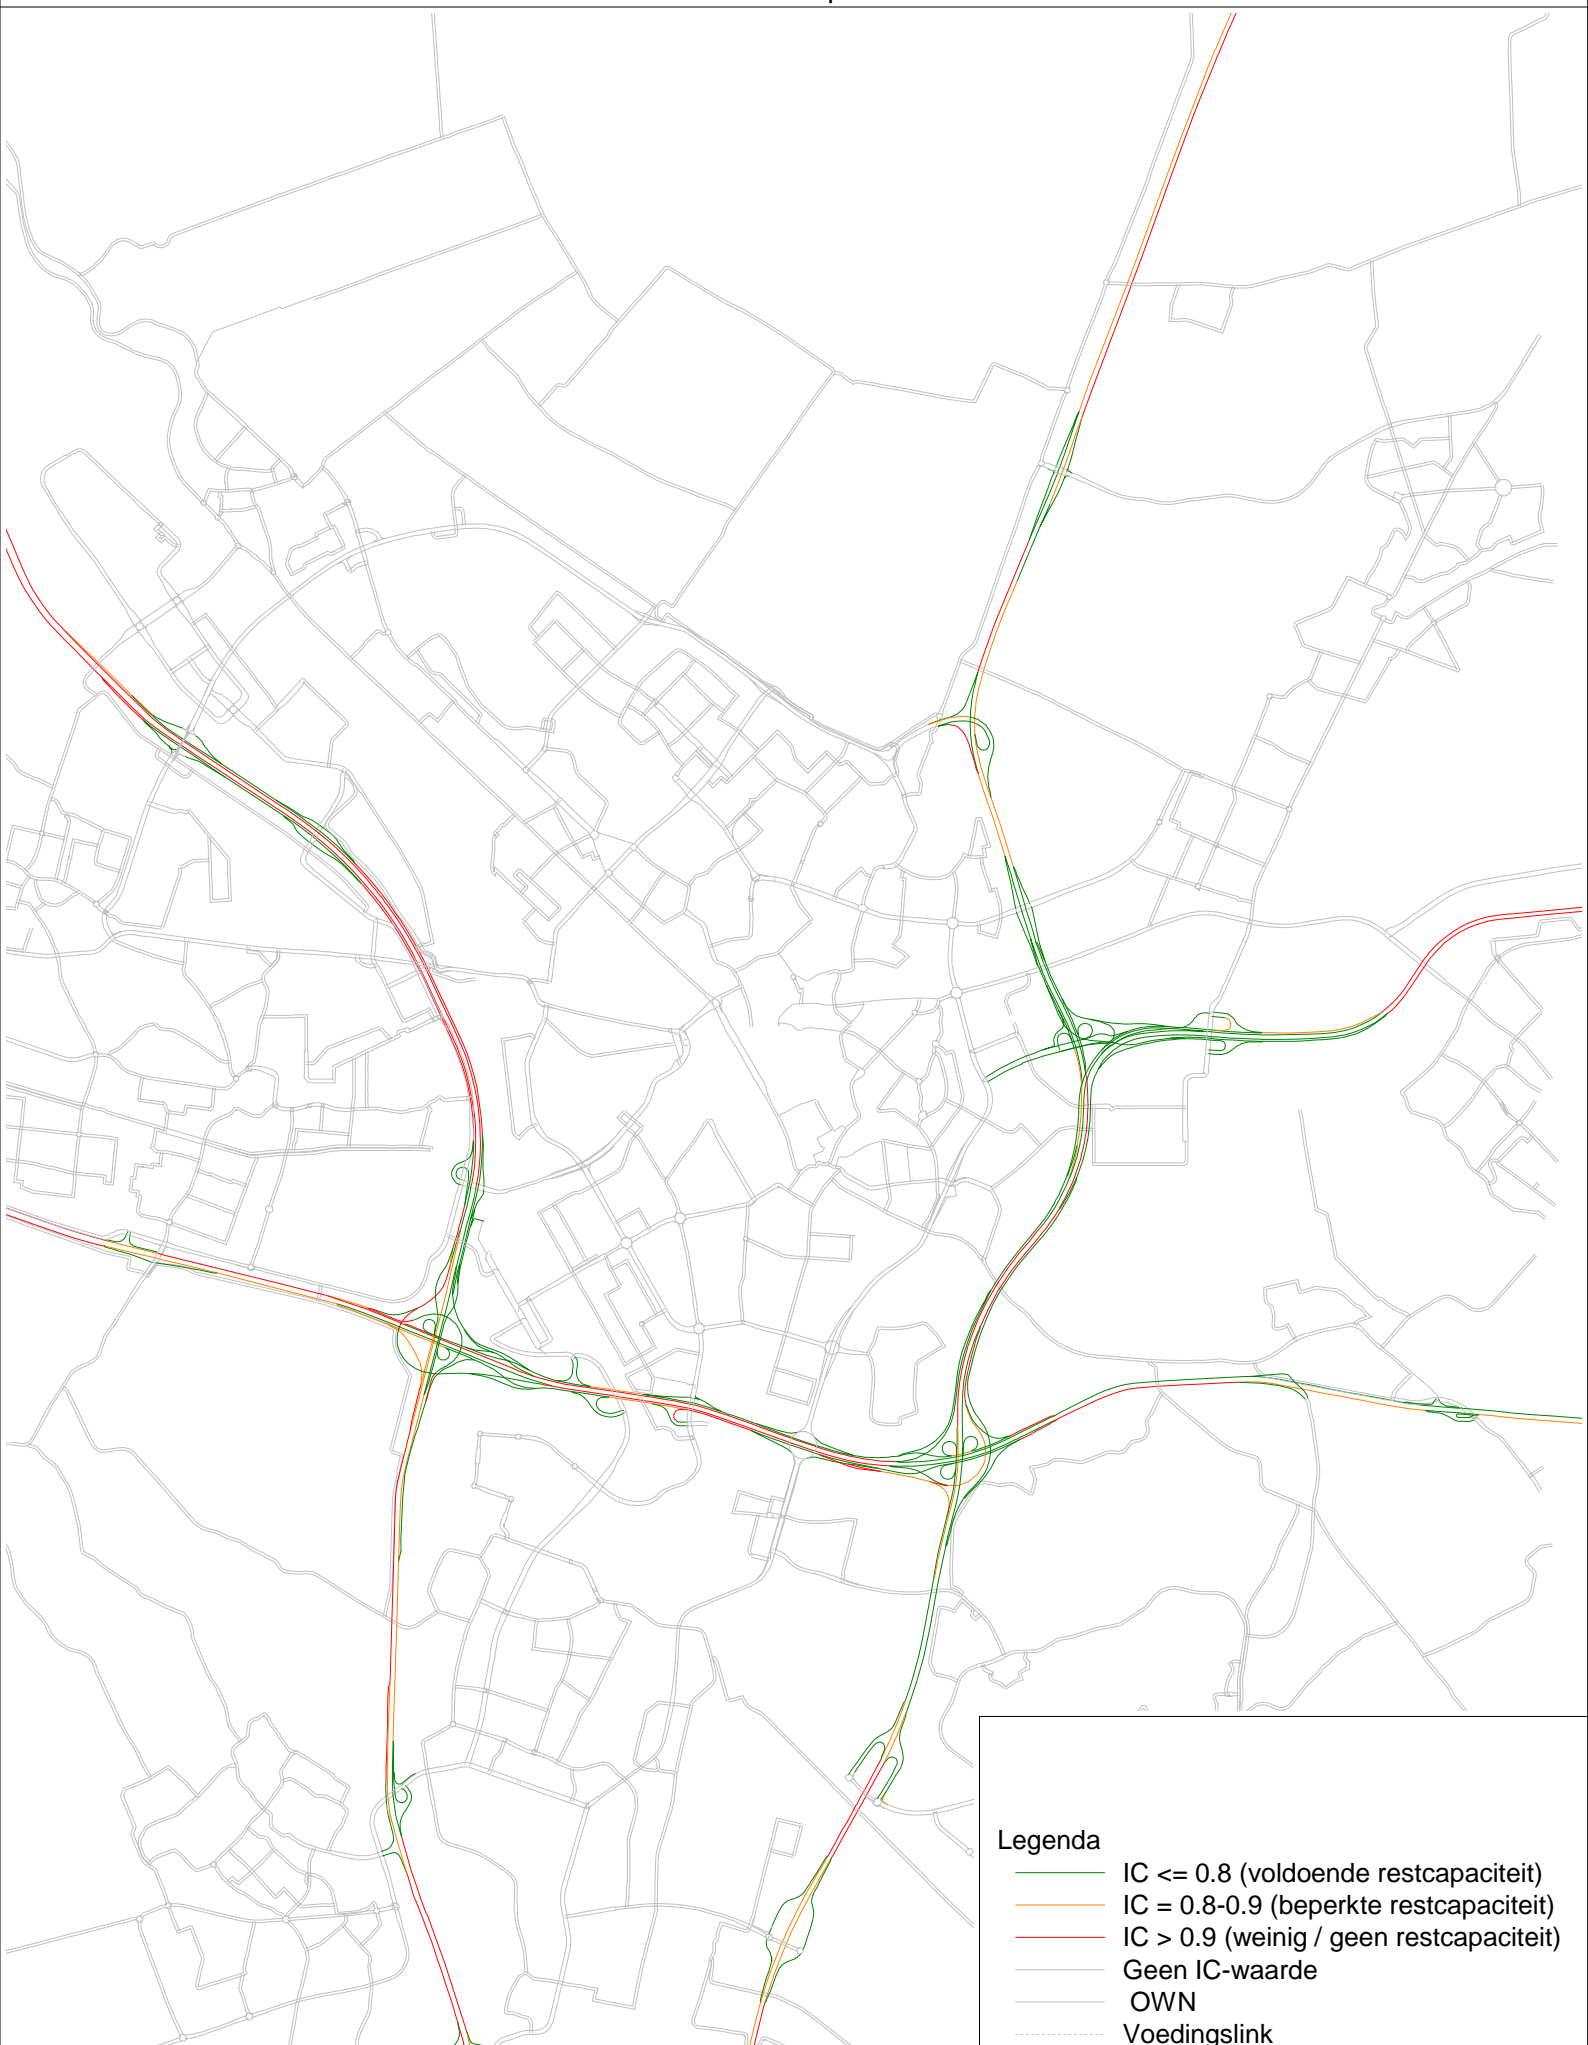 Legenda
IC <= 0.8 (voldoende restcapaciteit)
IC = 0.8-0.9 (beperkte restcapaciteit)
IC > 0.9 (weinig / geen restcapaciteit)
Geen IC-waarde
OWN
Voedingslink